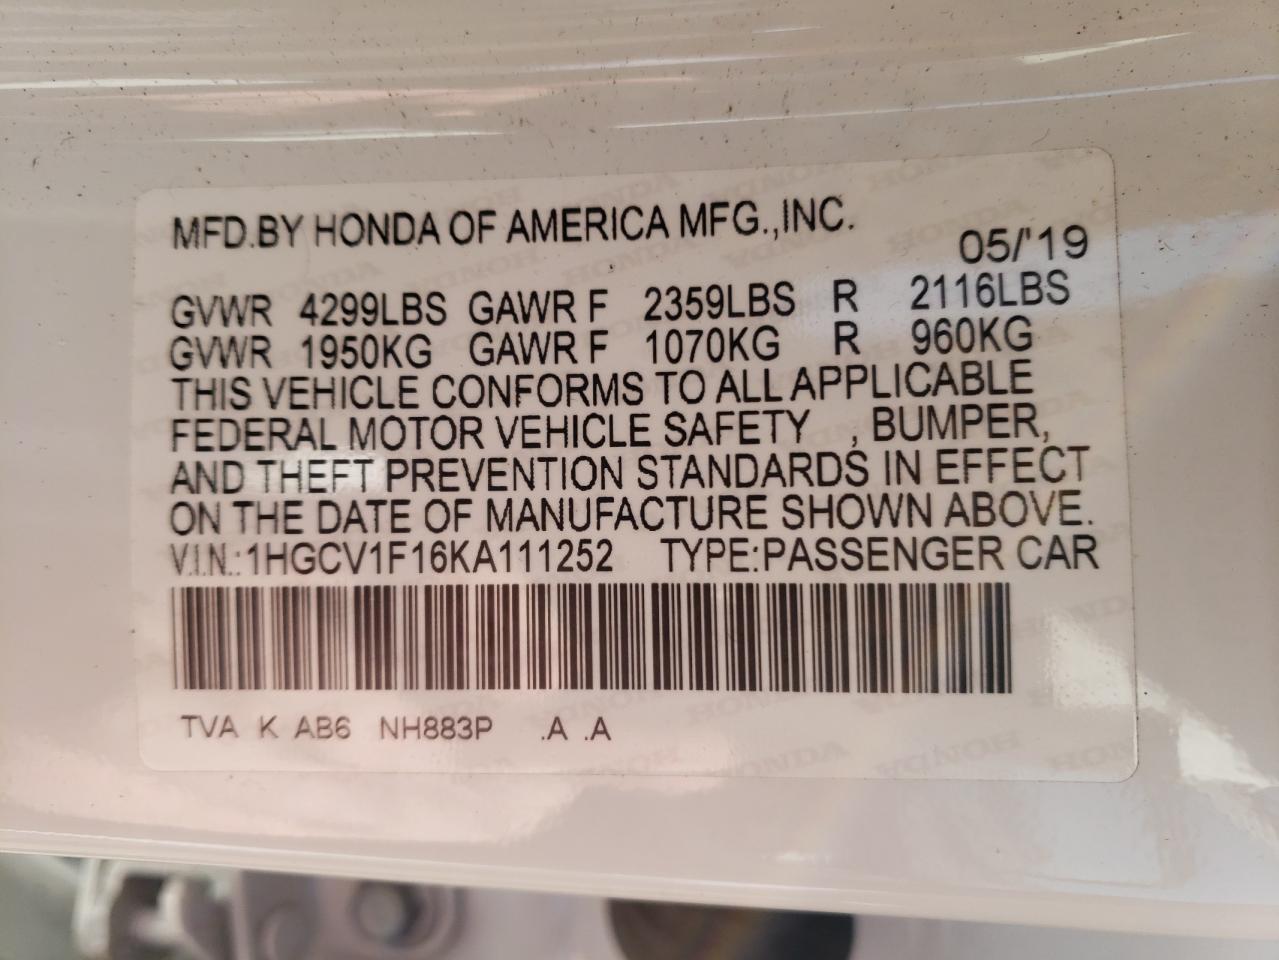 MFD.BY HONDA OF AMERICA MFG.,INC.
05/'19
GVWR 4299LBS GAWR F 2359LBS R 2116LBS
GVWR 1950KG GAWR F 1070KG R 960KG
THIS VEHICLE CONFORMS TO ALL APPLICABLE
FEDERAL MOTOR VEHICLE SAFETY , BUMPER,
AND THEFT PREVENTION STANDARDS IN EFFECT
ON THE DATE OF MANUFACTURE SHOWN ABOVE.
V.I.N.:1HGCV1F16KA111252 TYPE:PASSENGER CAR
TVA K AB6 NH883P .A .A